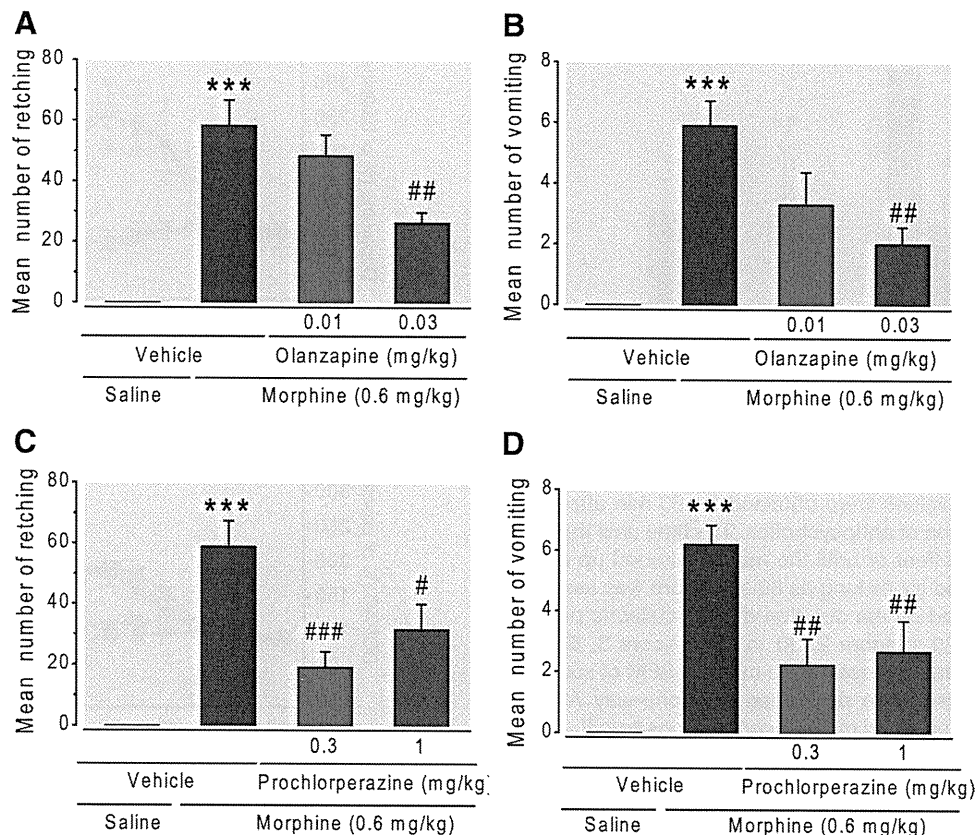 A
Mean number of retching
80
60
40
20
0
***
##
0.01 0.03
Vehicle Olanzapine (mg/kg)
Saline Morphine (0.6 mg/kg)
B
Mean number of vomiting
8
6
4
2
0
***
##
0.01 0.03
Vehicle Olanzapine (mg/kg)
Saline Morphine (0.6 mg/kg)
C
Mean number of retching
80
60
40
20
0
***
###
#
0.3 1
Vehicle Prochlorperazine (mg/kg)
Saline Morphine (0.6 mg/kg)
D
Mean number of vomiting
8
6
4
2
0
***
##
##
0.3 1
Vehicle Prochlorperazine (mg/kg)
Saline Morphine (0.6 mg/kg)